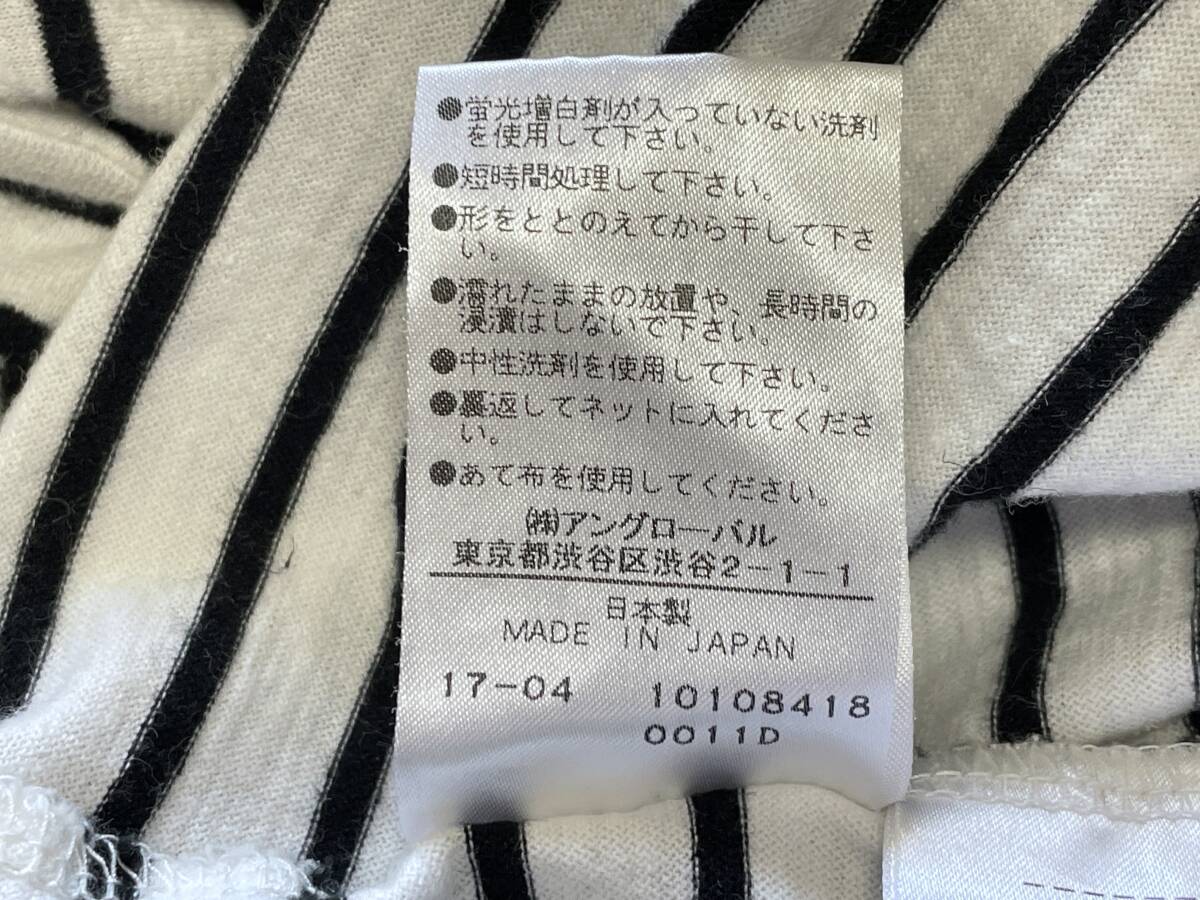 ●蛍光増白剤が入っていない洗剤
を使用して下さい。
●短時間処理して下さい。
●形をととのえてから干して下さ
い。
●濡れたままの放置や、長時間の
浸漬はしないで下さい。
●中性洗剤を使用して下さい。
●裏返してネットに入れてくださ
い。
●あて布を使用してください。
㈱アングローバル
東京都渋谷区渋谷2-1-1
日本製
MADE IN JAPAN
17-04 10108418
0011D